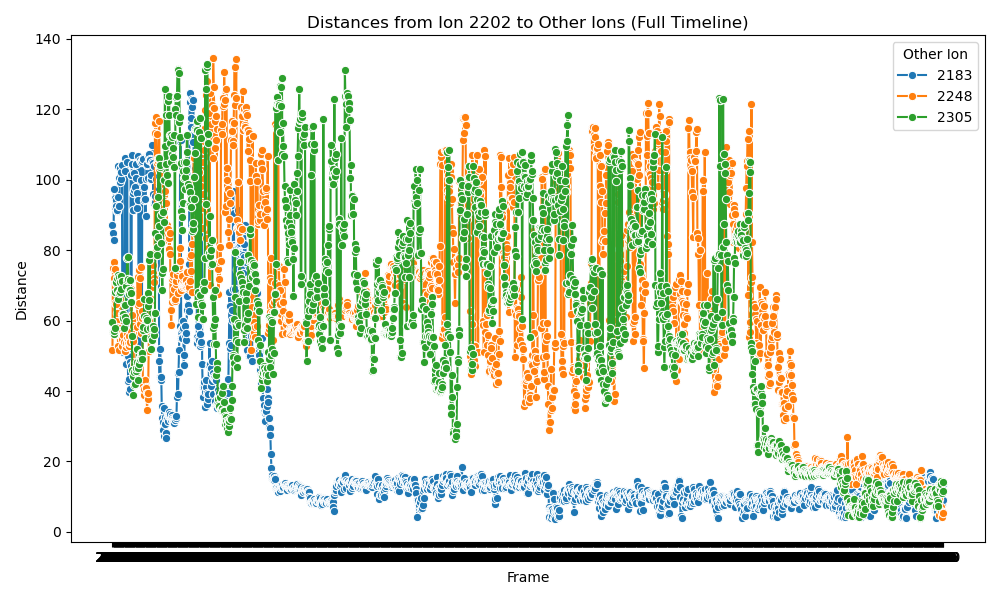 Distances from Ion 2202 to Other Ions (Full Timeline)
140
120
100
80
60
40
20
0
Distance
Frame
Other Ion
2183
2248
2305